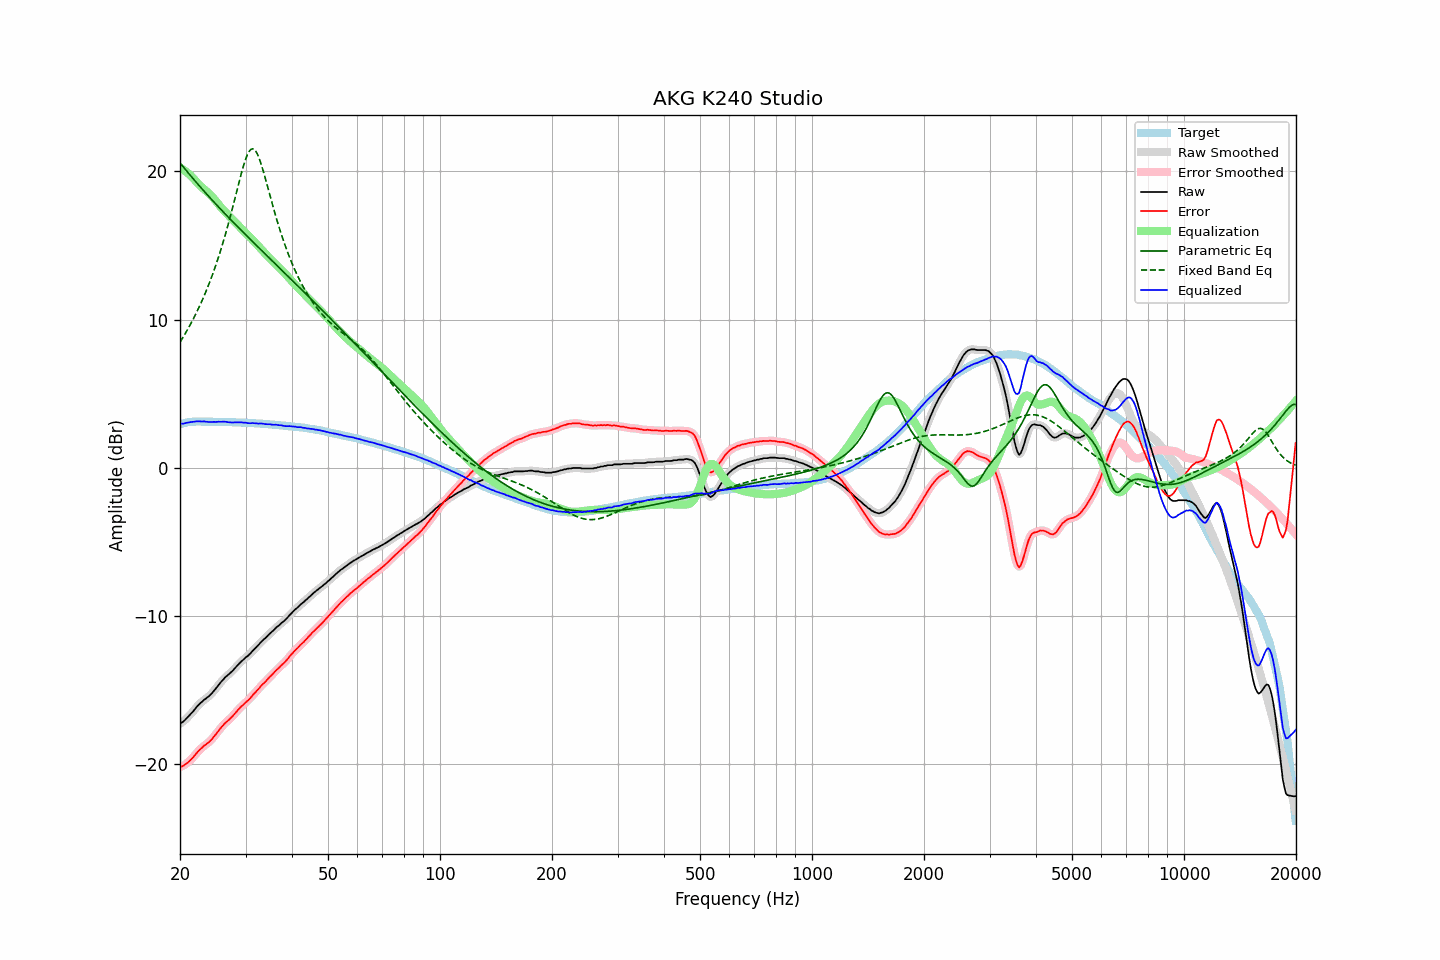 AKG K240 Studio
Amplitude (dBr)
20
10
0
−10
−20
Target
Raw Smoothed
Error Smoothed
Raw
Error
Equalization
Parametric Eq
Fixed Band Eq
Equalized
20 50 100 200 500 1000 2000 5000 10000 20000
Frequency (Hz)